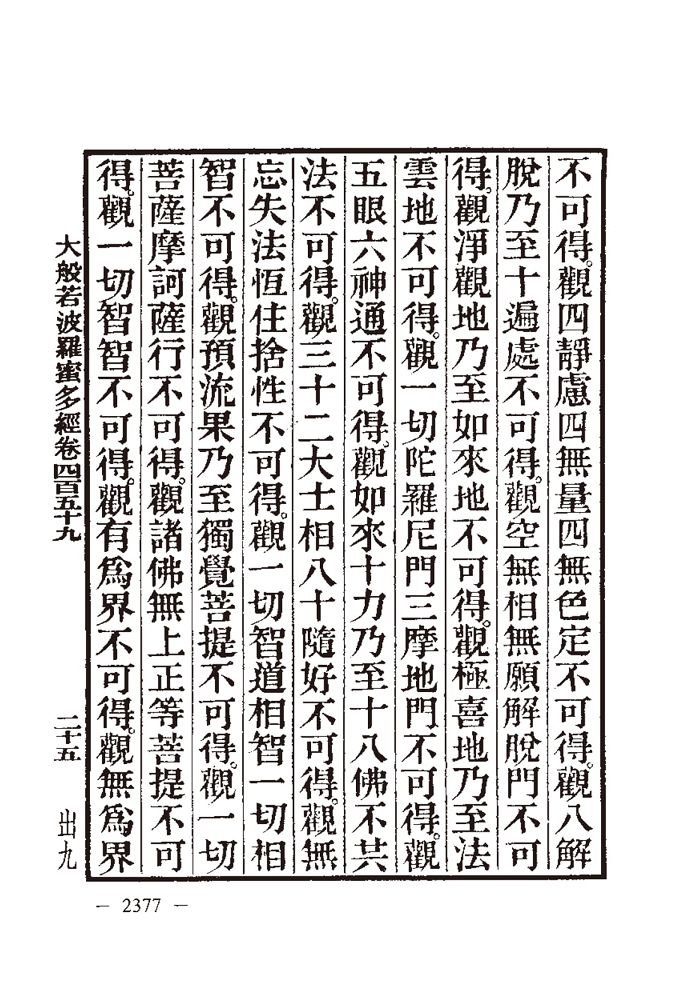 不可得。觀四靜慮四無量四無色定不可得。觀八解
脫乃至十遍處不可得。觀空無相無願解脫門不可
得。觀淨觀地乃至如來地不可得。觀極喜地乃至法
雲地不可得。觀一切陀羅尼門三摩地門不可得。觀
五眼六神通不可得。觀如來十力乃至十八佛不共
法不可得。觀三十二大士相八十隨好不可得。觀無
忘失法恆住捨性不可得。觀一切智道相智一切相
智不可得。觀預流果乃至獨覺菩提不可得。觀一切
菩薩摩訶薩行不可得。觀諸佛無上正等菩提不可
得。觀一切智智不可得。觀有爲界不可得。觀無爲界
大般若波羅蜜多經卷四百五十九
二十五
出九
— 2377 —